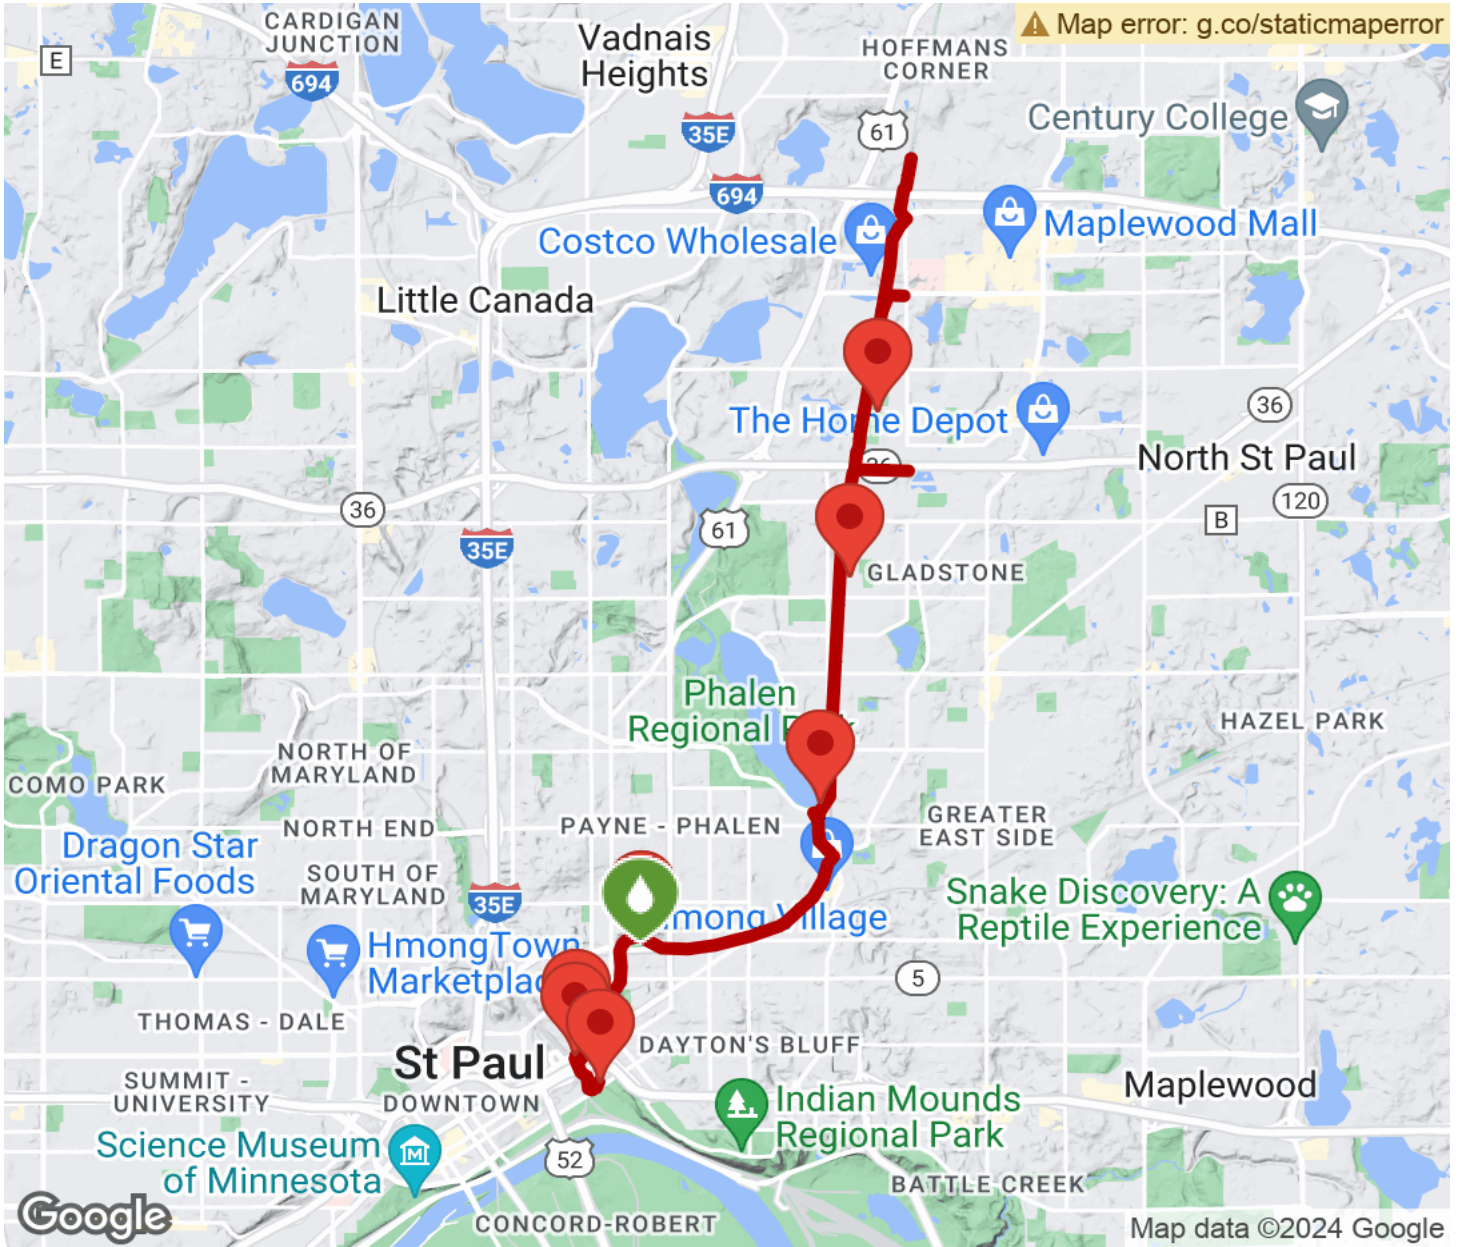 CARDIGAN
JUNCTION
Vadnais
Heights
HOFFMANS
CORNER
Map error: g.co/staticmaperror
E
694
35E
61
Century College
694
Costco Wholesale
Maplewood Mall
Little Canada
The Home Depot
36
North St Paul
36
36
120
61
B
35E
GLADSTONE
Phalen
Regional
HAZEL PARK
NORTH OF
MARYLAND
COMO PARK
NORTH END
PAYNE - PHALEN
GREATER
EAST SIDE
Dragon Star
Oriental Foods
SOUTH OF
MARYLAND
35E
Snake Discovery: A
Reptile Experience
mong Village
HmongTown
Marketplac
5
THOMAS - DALE
St Paul
DAYTON'S BLUFF
SUMMIT -
UNIVERSITY
DOWNTOWN
Maplewood
Indian Mounds
Regional Park
Science Museum
of Minnesota
52
BATTLE CREEK
CONCORD-ROBERT
Google
Map data ©2024 Google